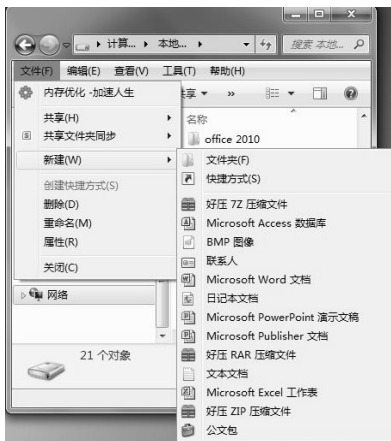 计算... 本地... 搜索 本地...
文件(F) 编辑(E) 查看(V) 工具(T) 帮助(H)
内存优化 -加速人生
享 »
共享(H)
名称
共享文件夹同步
office 2010
新建(W)
文件夹(F)
快捷方式(S)
创建快捷方式(S)
删除(D)
好压 7Z 压缩文件
重命名(M)
Microsoft Access 数据库
属性(R)
BMP 图像
关闭(C)
联系人
Microsoft Word 文档
网络
日记本文档
Microsoft PowerPoint 演示文稿
Microsoft Publisher 文档
21 个对象
好压 RAR 压缩文件
文本文档
Microsoft Excel 工作表
好压 ZIP 压缩文件
公文包